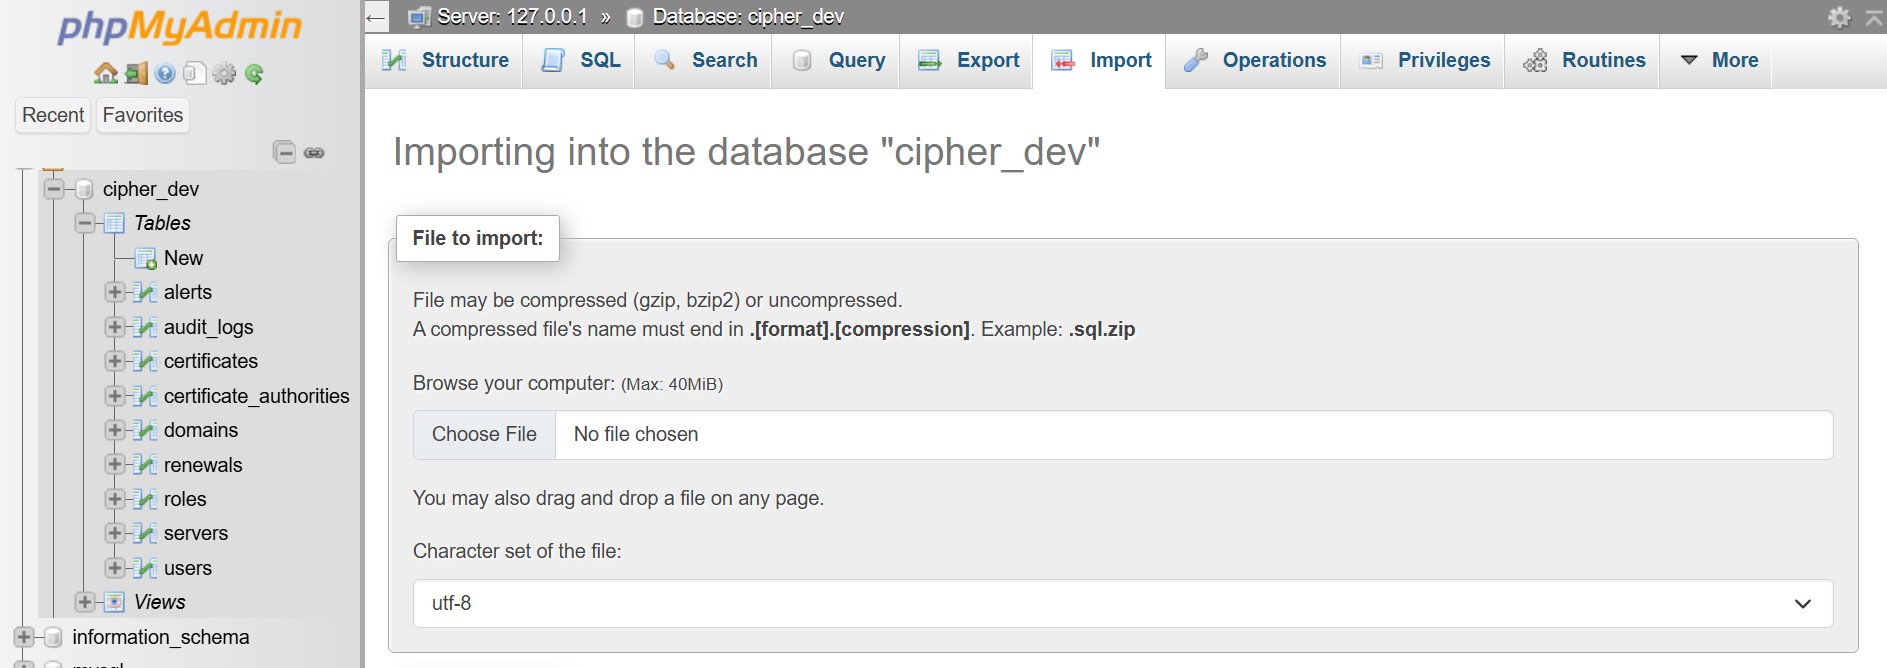 phpMyAdmin
Recent
Favorites
cipher_dev
Tables
New
alerts
audit_logs
certificates
certificate_authorities
domains
renewals
roles
servers
users
Views
information_schema
Server: 127.0.0.1 » Database: cipher_dev
Structure SQL Search Query Export Import Operations Privileges Routines More
Importing into the database "cipher_dev"
File to import:
File may be compressed (gzip, bzip2) or uncompressed.
A compressed file's name must end in .[format].[compression]. Example: .sql.zip
Browse your computer: (Max: 40MiB)
Choose File No file chosen
You may also drag and drop a file on any page.
Character set of the file:
utf-8